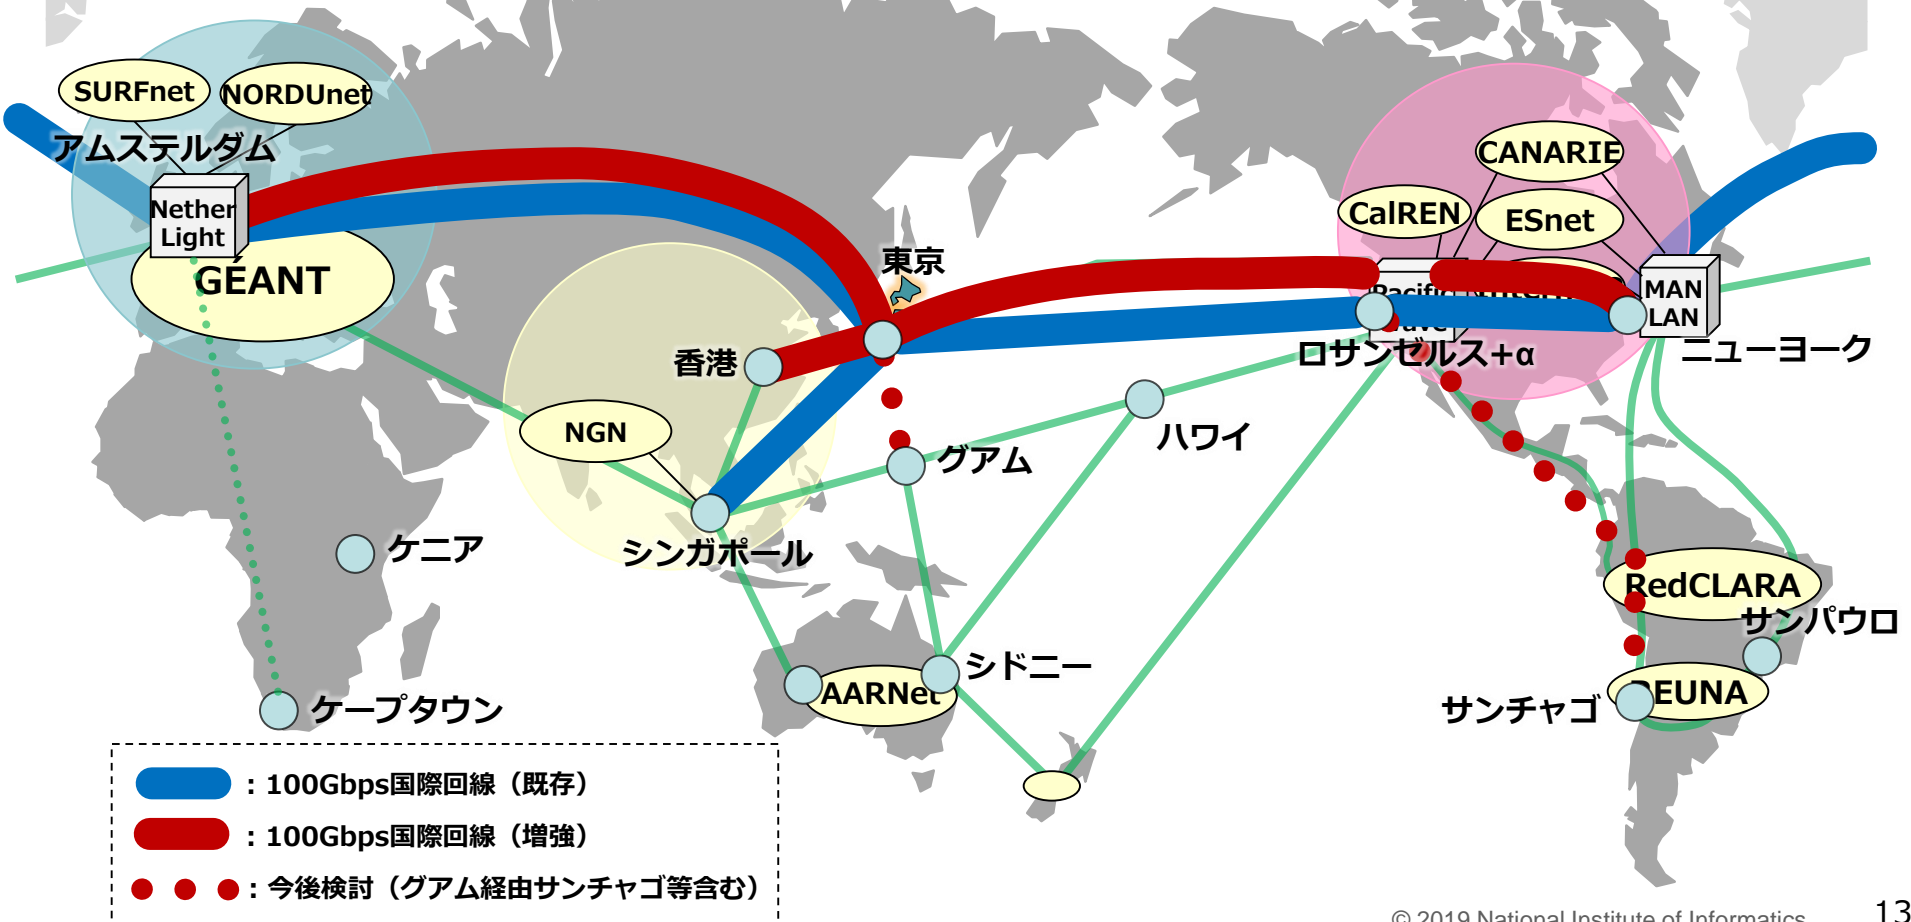 SURFnet
NORDUnet
アムステルダム
Nether
Light
GÉANT
CANARIE
CalREN
ESnet
東京
Pacific
MAN
LAN
ロサンゼルス+α
ニューヨーク
香港
NGN
ハワイ
グアム
シンガポール
ケニア
RedCLARA
サンパウロ
シドニー
AARNet
REUNA
サンチャゴ
ケープタウン
：100Gbps国際回線（既存）
：100Gbps国際回線（増強）
：今後検討（グアム経由サンチャゴ等含む）
© 2019 National Institute of Informatics
13